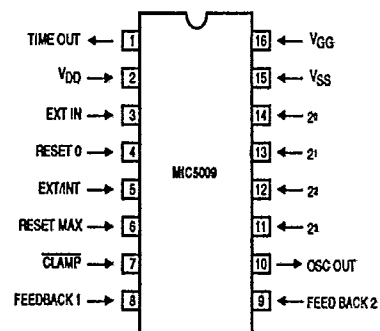 TIME OUT 1
VDD 2
EXT IN 3
RESET 0 4
EXT/INT 5
RESET MAX 6
CLAMP 7
FEEDBACK 1 8
MIC5009
16 VGG
15 VSS
14 2⁰
13 2¹
12 2²
11 2³
10 OSC OUT
9 FEED BACK 2